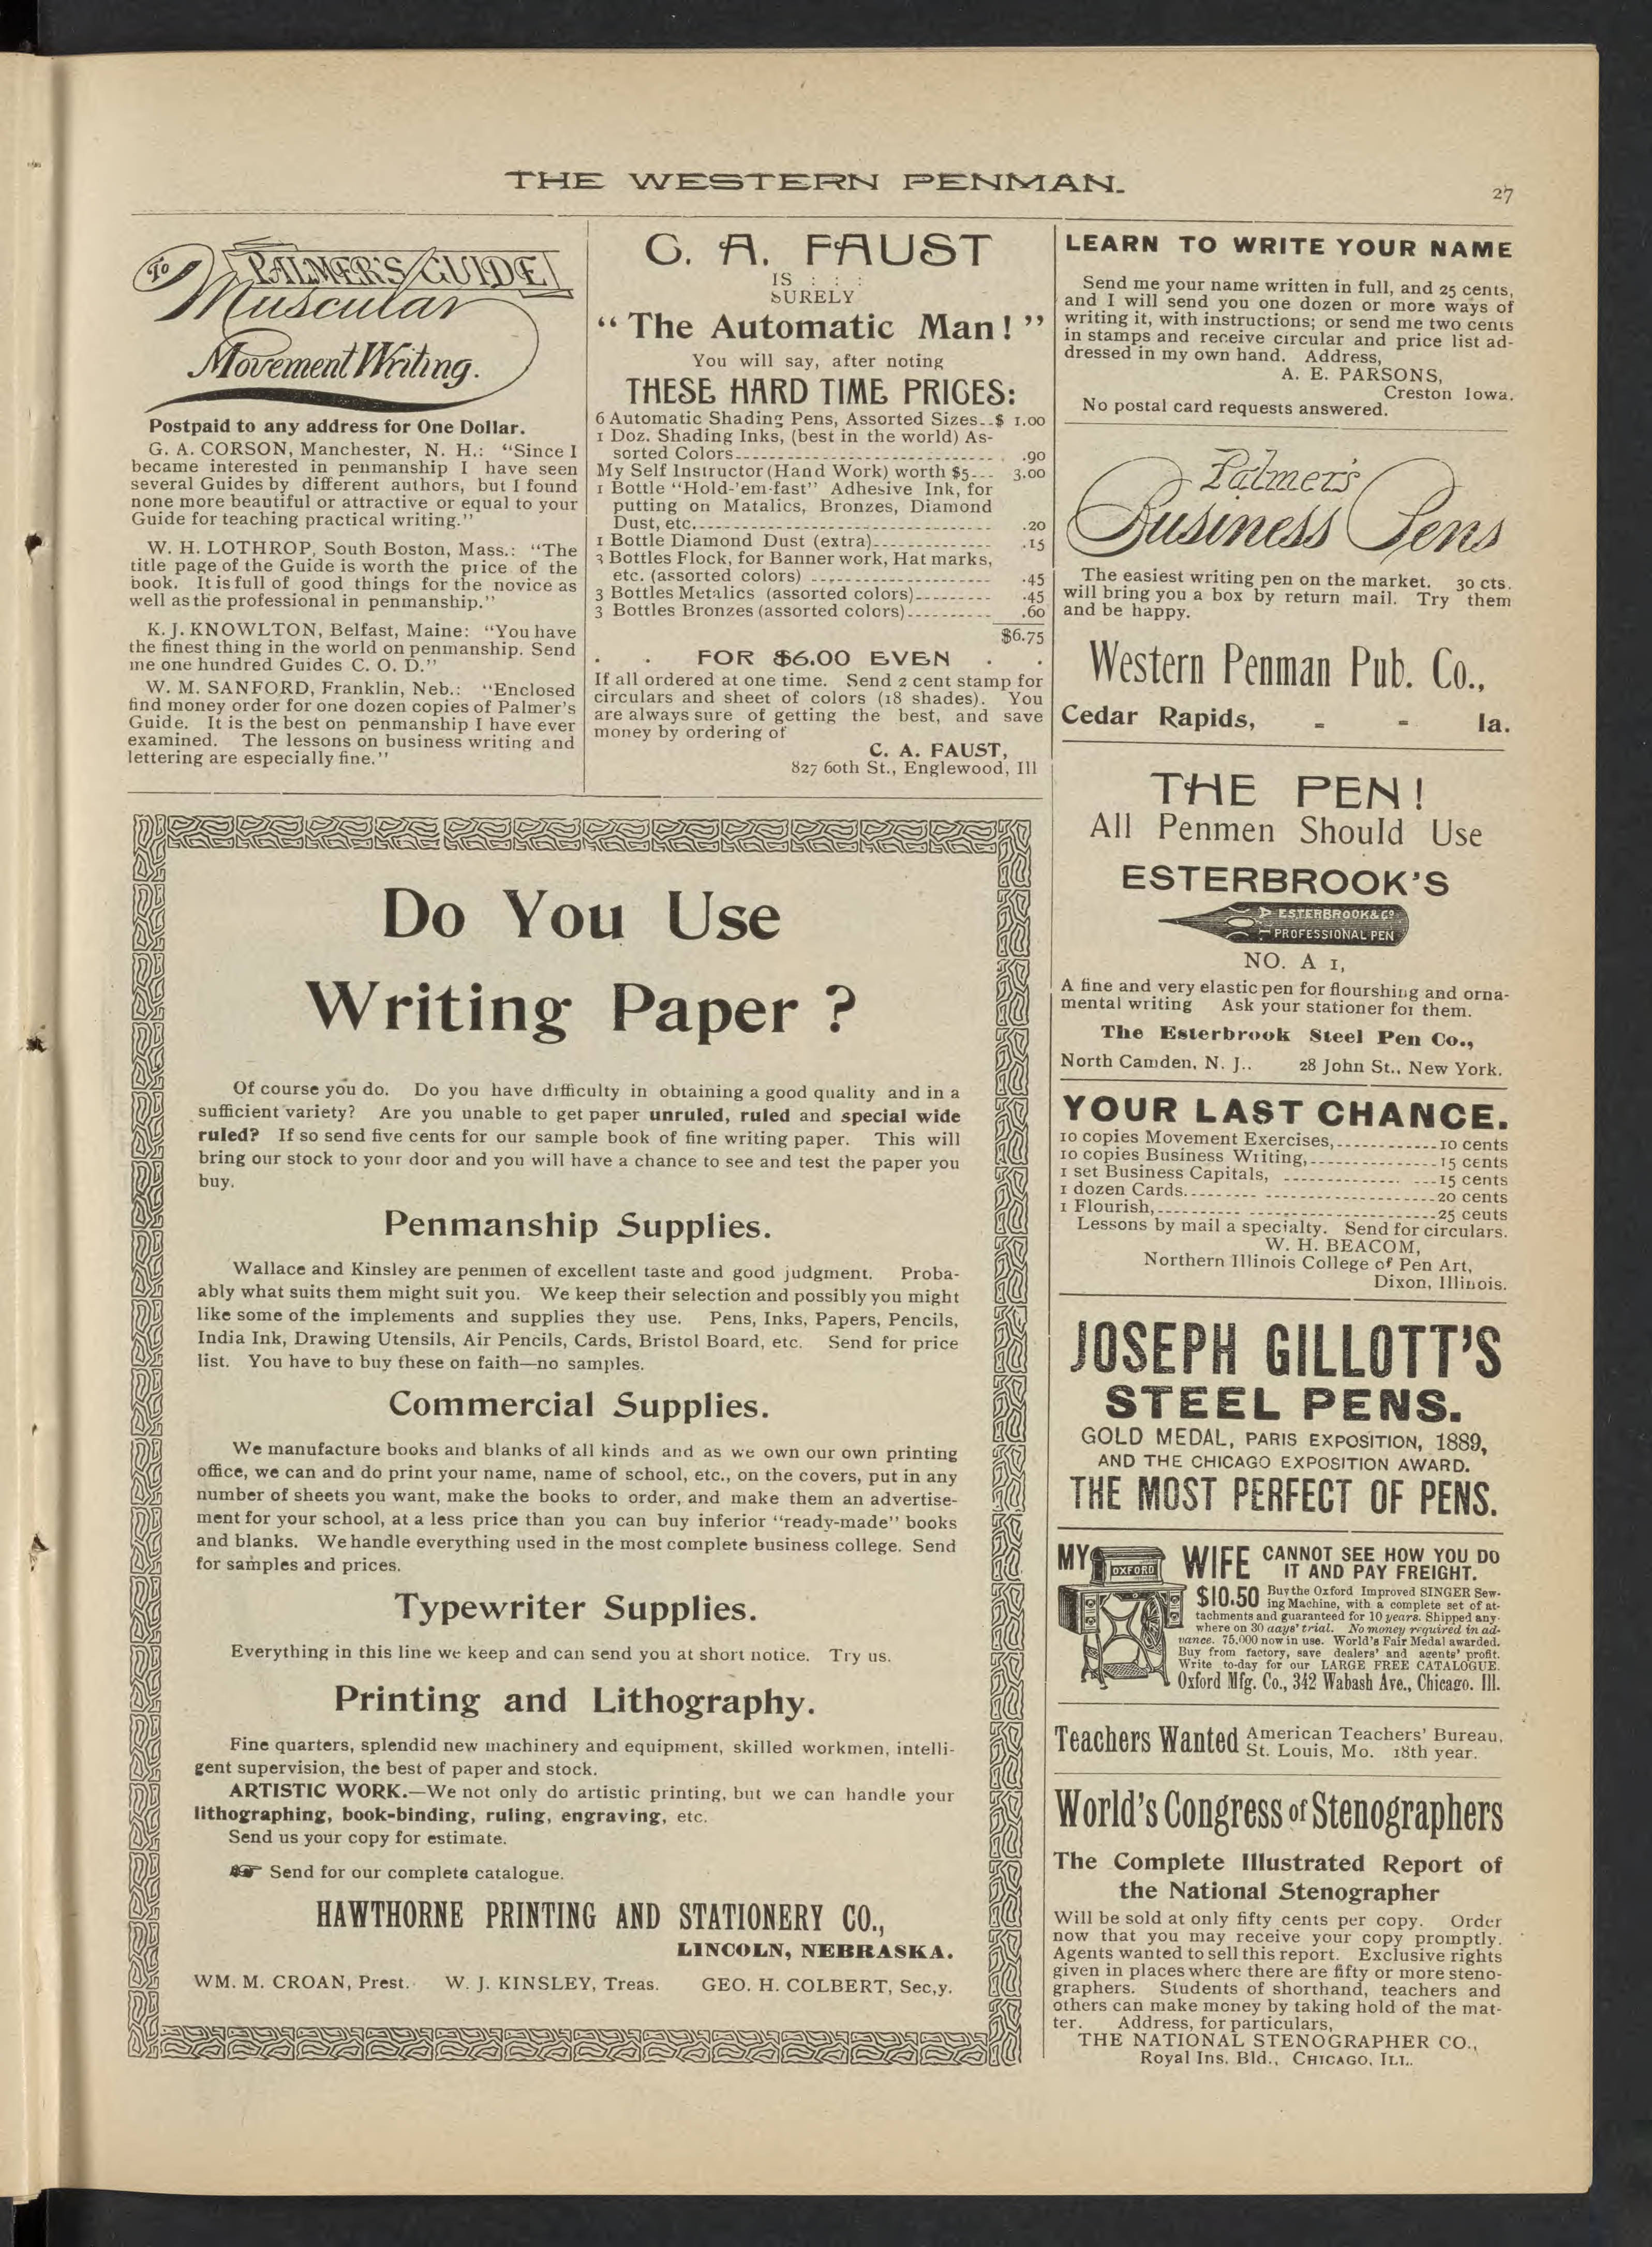 THE WESTERN PENMAN.
27
PALMER'S GUIDE
To Muscular
Movement Writing.
Postpaid to any address for One Dollar.
G. A. CORSON, Manchester, N. H.: "Since I
became interested in penmanship I have seen
several Guides by different authors, but I found
none more beautiful or attractive or equal to your
Guide for teaching practical writing."
W. H. LOTHROP, South Boston, Mass.: "The
title page of the Guide is worth the price of the
book. It is full of good things for the novice as
well as the professional in penmanship."
K. J. KNOWLTON, Belfast, Maine: "You have
the finest thing in the world on penmanship. Send
me one hundred Guides C. O. D."
W. M. SANFORD, Franklin, Neb.: "Enclosed
find money order for one dozen copies of Palmer's
Guide. It is the best on penmanship I have ever
examined. The lessons on business writing and
lettering are especially fine."
C. A. FAUST
IS : : :
SURELY
"The Automatic Man!"
You will say, after noting
THESE HARD TIME PRICES:
6 Automatic Shading Pens, Assorted Sizes..$ 1.00
1 Doz. Shading Inks, (best in the world) As-
sorted Colors .90
My Self Instructor (Hand Work) worth $5 3.00
1 Bottle "Hold-'em-fast" Adhesive Ink, for
putting on Matalics, Bronzes, Diamond
Dust, etc. .20
1 Bottle Diamond Dust (extra) .15
3 Bottles Flock, for Banner work, Hat marks,
etc. (assorted colors) .45
3 Bottles Metalics (assorted colors) .45
3 Bottles Bronzes (assorted colors) .60
$6.75
. . FOR $6.00 EVEN . .
If all ordered at one time. Send 2 cent stamp for
circulars and sheet of colors (18 shades). You
are always sure of getting the best, and save
money by ordering of
C. A. FAUST,
827 60th St., Englewood, Ill
Do You Use
Writing Paper?
Of course you do. Do you have difficulty in obtaining a good quality and in a
sufficient variety? Are you unable to get paper unruled, ruled and special wide
ruled? If so send five cents for our sample book of fine writing paper. This will
bring our stock to your door and you will have a chance to see and test the paper you
buy.
Penmanship Supplies.
Wallace and Kinsley are penmen of excellent taste and good judgment. Proba-
ably what suits them might suit you. We keep their selection and possibly you might
like some of the implements and supplies they use. Pens, Inks, Papers, Pencils,
India Ink, Drawing Utensils, Air Pencils, Cards, Bristol Board, etc. Send for price
list. You have to buy these on faith—no samples.
Commercial Supplies.
We manufacture books and blanks of all kinds and as we own our own printing
office, we can and do print your name, name of school, etc., on the covers, put in any
number of sheets you want, make the books to order, and make them an advertise-
ment for your school, at a less price than you can buy inferior "ready-made" books
and blanks. We handle everything used in the most complete business college. Send
for samples and prices.
Typewriter Supplies.
Everything in this line we keep and can send you at short notice. Try us.
Printing and Lithography.
Fine quarters, splendid new machinery and equipment, skilled workmen, intelli-
gent supervision, the best of paper and stock.
ARTISTIC WORK.—We not only do artistic printing, but we can handle your
lithographing, book-binding, ruling, engraving, etc.
Send us your copy for estimate.
☞ Send for our complete catalogue.
HAWTHORNE PRINTING AND STATIONERY CO.,
LINCOLN, NEBRASKA.
WM. M. CROAN, Prest. W. J. KINSLEY, Treas. GEO. H. COLBERT, Sec,y.
LEARN TO WRITE YOUR NAME
Send me your name written in full, and 25 cents,
and I will send you one dozen or more ways of
writing it, with instructions; or send me two cents
in stamps and receive circular and price list ad-
dressed in my own hand. Address,
A. E. PARSONS,
Creston Iowa.
No postal card requests answered.
Palmer's
Business Pens
The easiest writing pen on the market. 30 cts.
will bring you a box by return mail. Try them
and be happy.
Western Penman Pub. Co.,
Cedar Rapids, - - Ia.
THE PEN!
All Penmen Should Use
ESTERBROOK'S
A1 ESTERBROOK & CO
PROFESSIONAL PEN
NO. A 1,
A fine and very elastic pen for flourshing and orna-
mental writing Ask your stationer for them.
The Esterbrook Steel Pen Co.,
North Camden, N. J.. 28 John St., New York.
YOUR LAST CHANCE.
10 copies Movement Exercises, 10 cents
10 copies Business Writing, 15 cents
1 set Business Capitals, 15 cents
1 dozen Cards 20 cents
1 Flourish, 25 ceuts
Lessons by mail a specialty. Send for circulars.
W. H. BEACOM,
Northern Illinois College of Pen Art,
Dixon, Illinois.
JOSEPH GILLOTT'S
STEEL PENS.
GOLD MEDAL, PARIS EXPOSITION, 1889,
AND THE CHICAGO EXPOSITION AWARD.
THE MOST PERFECT OF PENS.
MY WIFE CANNOT SEE HOW YOU DO
IT AND PAY FREIGHT.
OXFORD
$10.50 Buy the Oxford Improved SINGER Sew-
ing Machine, with a complete set of at-
tachments and guaranteed for 10 years. Shipped any-
where on 30 days' trial. No money required in ad-
vance. 75,000 now in use. World's Fair Medal awarded.
Buy from factory, save dealers' and agents' profit.
Write to-day for our LARGE FREE CATALOGUE.
Oxford Mfg. Co., 342 Wabash Ave., Chicago. Ill.
Teachers Wanted American Teachers' Bureau,
St. Louis, Mo. 18th year.
World's Congress of Stenographers
The Complete Illustrated Report of
the National Stenographer
Will be sold at only fifty cents per copy. Order
now that you may receive your copy promptly.
Agents wanted to sell this report. Exclusive rights
given in places where there are fifty or more steno-
graphers. Students of shorthand, teachers and
others can make money by taking hold of the mat-
ter. Address, for particulars,
THE NATIONAL STENOGRAPHER CO.,
Royal Ins. Bld., CHICAGO, ILL.